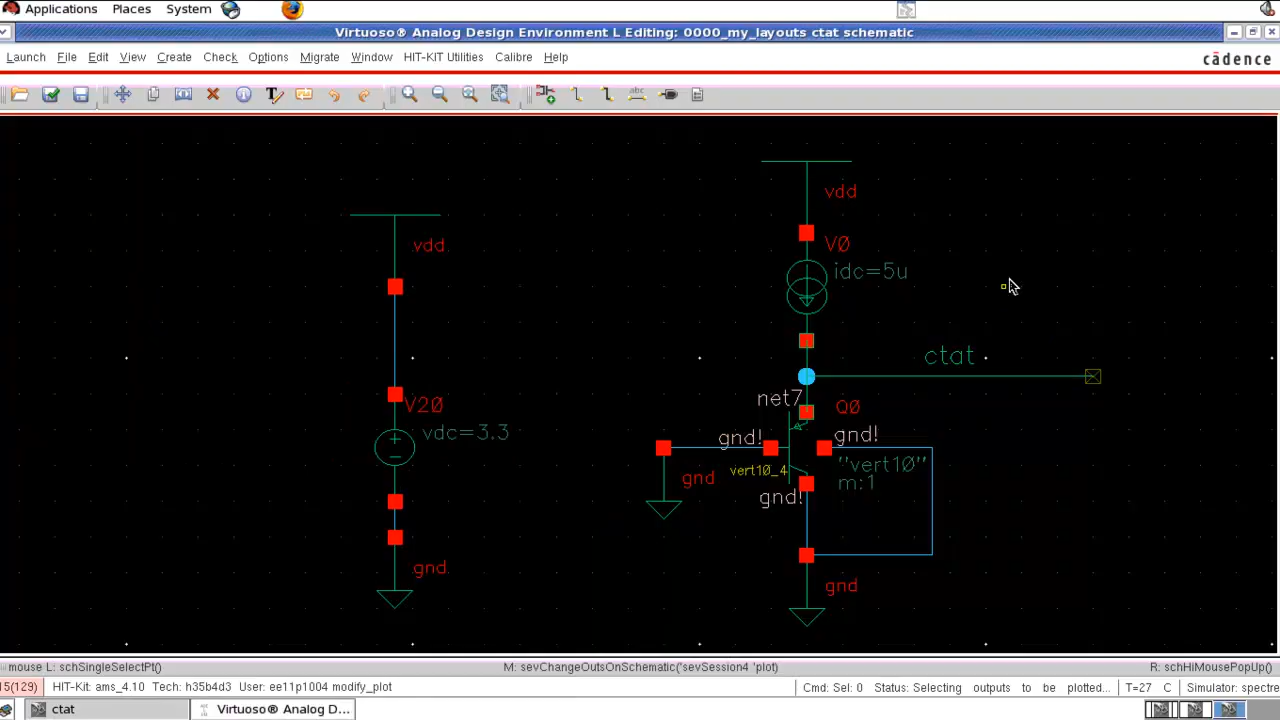 Applications Places System
Virtuoso® Analog Design Environment L Editing: 0000_my_layouts ctat schematic
Launch File Edit View Create Check Options Migrate Window HIT-KIT Utilities Calibre Help
cādence
abc
vdd
V0
idc=5u
vdd
ctat
net7
Q0
V20
vdc=3.3
gnd!
gnd!
"vert10"
vert10_4
m:1
gnd
gnd!
gnd
gnd
mouse L: schSingleSelectPt() M: sevChangeOutsOnSchematic('sevSession4 'plot) R: schHiMousePopUp()
15(129) HIT-Kit: ams_4.10 Tech: h35b4d3 User: ee11p1004 modify_plot Cmd: Sel: 0 Status: Selecting outputs to be plotted... T=27 C Simulator: spectre
ctat Virtuoso® Analog D...